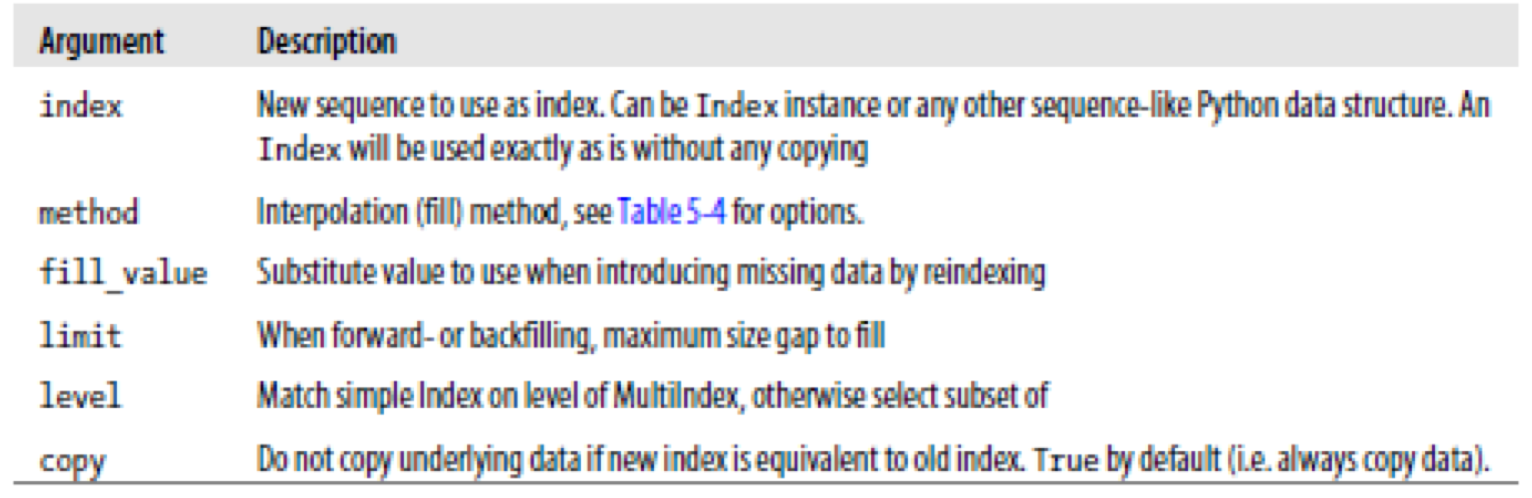 Argument Description
index New sequence to use as index. Can be Index instance or any other sequence-like Python data structure. An
Index will be used exactly as is without any copying
method Interpolation (fill) method, see Table 5-4 for options.
fill_value Substitute value to use when introducing missing data by reindexing
limit When forward- or backfilling, maximum size gap to fill
level Match simple Index on level of MultiIndex, otherwise select subset of
copy Do not copy underlying data if new index is equivalent to old index. True by default (i.e. always copy data).